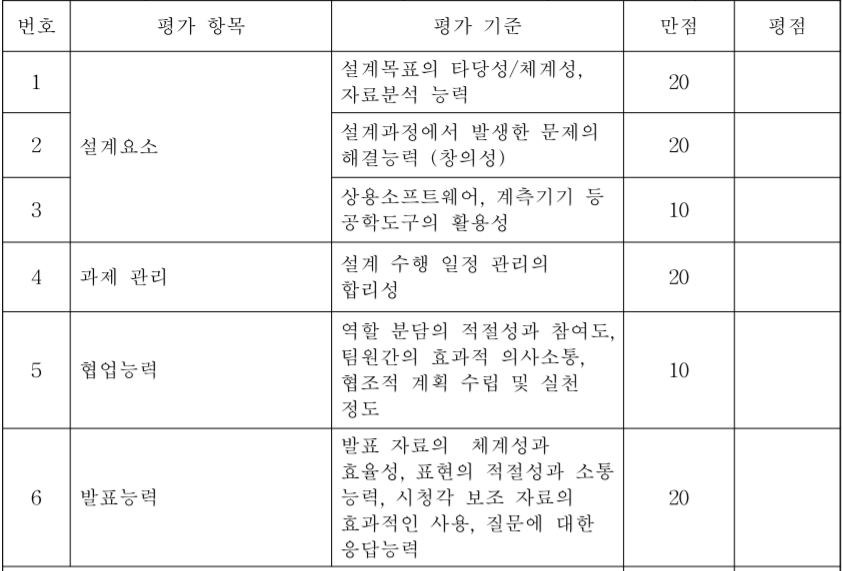 번호 평가 항목 평가 기준 만점 평점
1 설계요소 설계목표의 타당성/체계성,
자료분석 능력 20
2 설계과정에서 발생한 문제의
해결능력 (창의성) 20
3 상용소프트웨어, 계측기기 등
공학도구의 활용성 10
4 과제 관리 설계 수행 일정 관리의
합리성 20
5 협업능력 역할 분담의 적절성과 참여도,
팀원간의 효과적 의사소통,
협조적 계획 수립 및 실천
정도 10
6 발표능력 발표 자료의 체계성과
효율성, 표현의 적절성과 소통
능력, 시청각 보조 자료의
효과적인 사용, 질문에 대한
응답능력 20